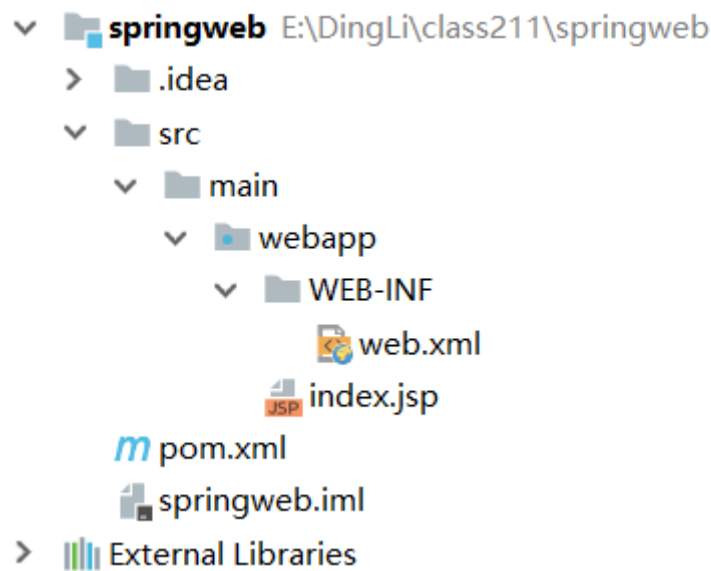 springweb E:\DingLi\class211\springweb
.idea
src
main
webapp
WEB-INF
web.xml
JSP index.jsp
m pom.xml
springweb.iml
External Libraries